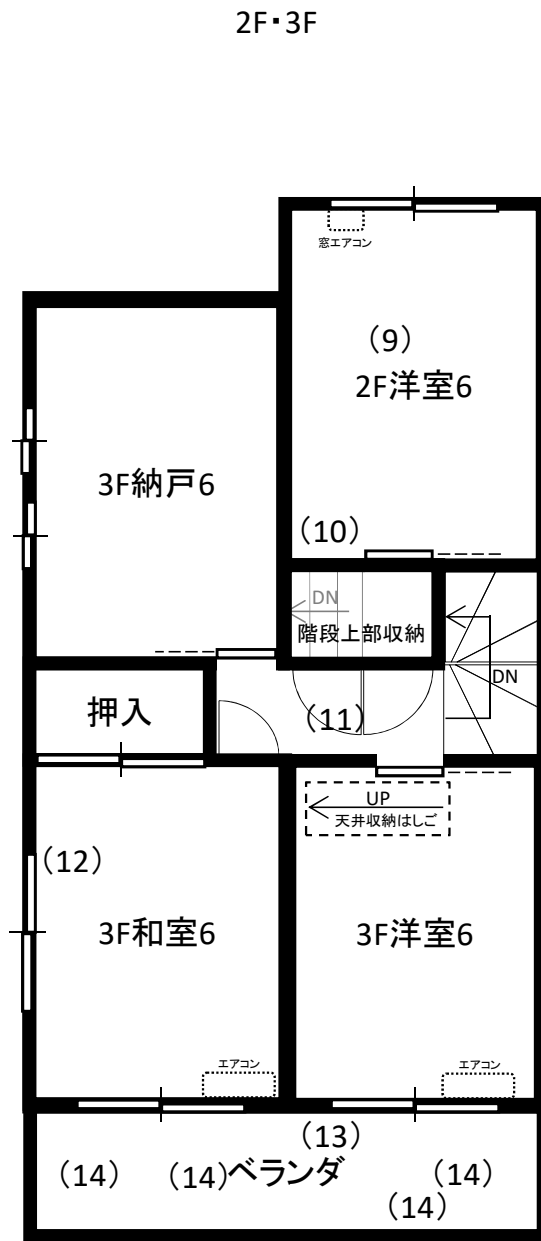 2F・3F
窓エアコン
（9）
2F洋室6
3F納戸6
（10）
DN
階段上部収納
DN
押入
（11）
UP
天井収納はしご
（12）
3F和室6
3F洋室6
エアコン
エアコン
（13）
（14）
（14）ベランダ
（14）
（14）